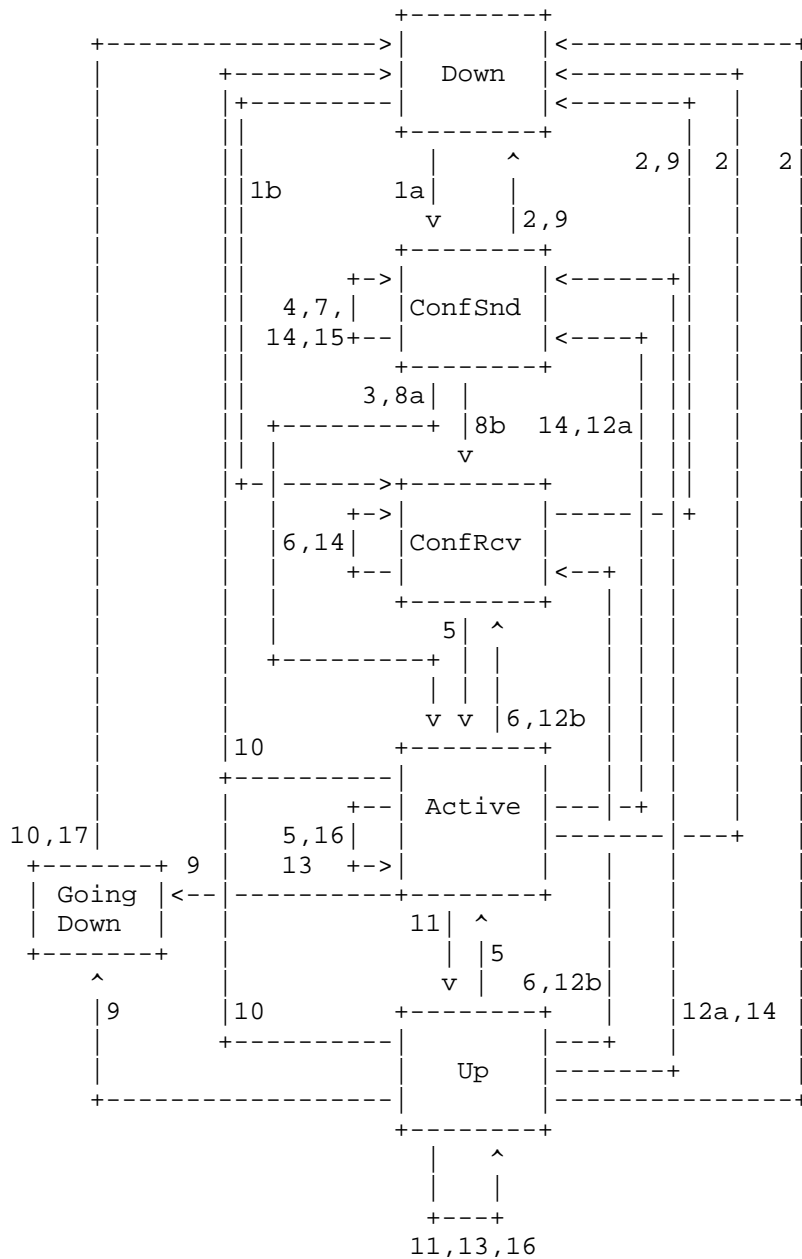 Down
2,9 2 2
1b 1a
2,9
4,7, ConfSnd
14,15
3,8a
8b 14,12a
6,14 ConfRcv
5
6,12b
10
Active
10,17 5,16
9 13
Going
Down 11
5
6,12b
9 10 12a,14
Up
11,13,16